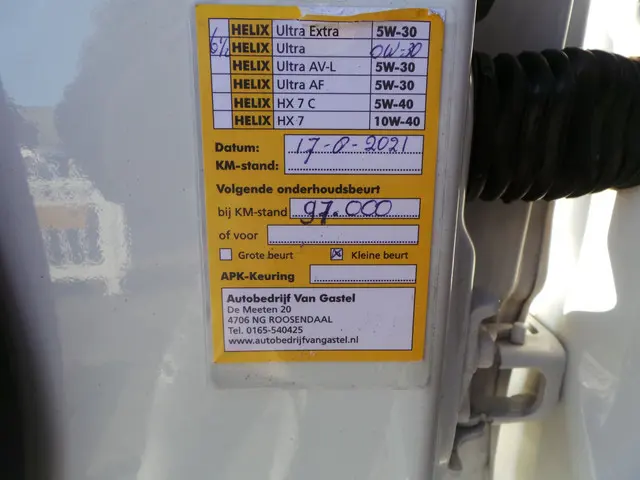 HELIX Ultra Extra 5W-30
HELIX Ultra 0W-30
HELIX Ultra AV-L 5W-30
HELIX Ultra AF 5W-30
HELIX HX 7 C 5W-40
HELIX HX 7 10W-40
Datum: 17-0-2021
KM-stand:
Volgende onderhoudsbeurt
bij KM-stand 97.000
of voor
Grote beurt Kleine beurt
APK-Keuring
Autobedrijf Van Gastel
De Meeten 20
4706 NG ROOSENDAAL
Tel. 0165-540425
www.autobedrijfvangastel.nl